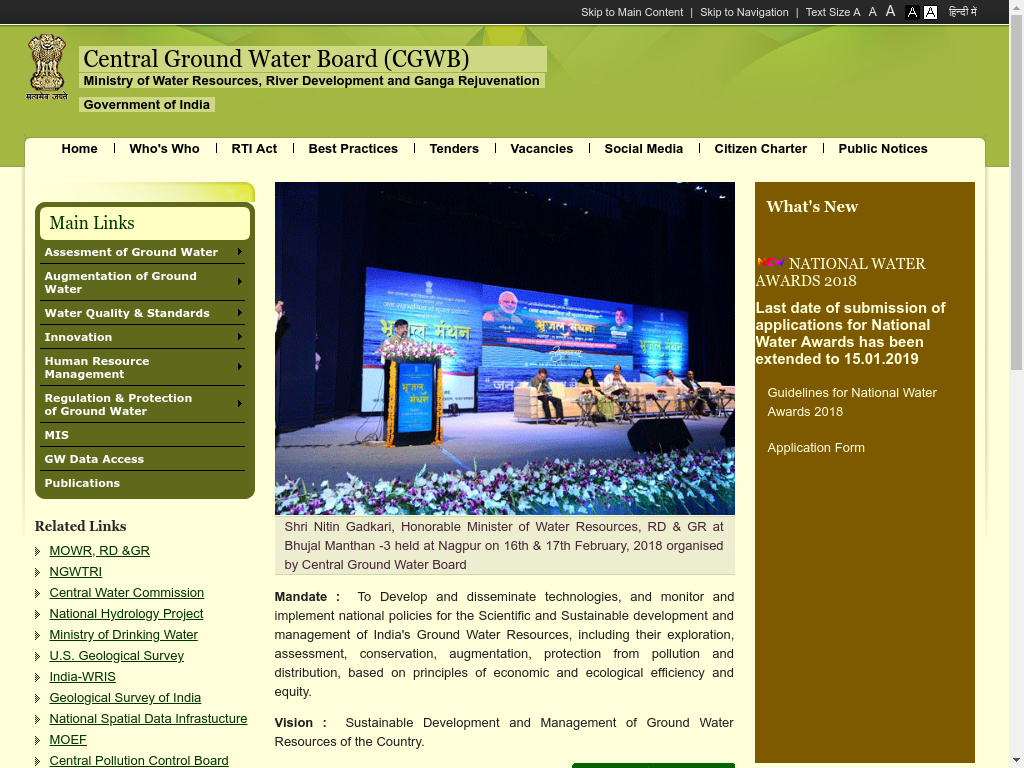 Skip to Main Content | Skip to Navigation | Text Size A A A A A हिन्दी में
सत्यमेव जयते
Central Ground Water Board (CGWB)
Ministry of Water Resources, River Development and Ganga Rejuvenation
Government of India
Home | Who's Who | RTI Act | Best Practices | Tenders | Vacancies | Social Media | Citizen Charter | Public Notices
Main Links
Assesment of Ground Water
Augmentation of Ground
Water
Water Quality & Standards
Innovation
Human Resource
Management
Regulation & Protection
of Ground Water
MIS
GW Data Access
Publications
Related Links
MOWR, RD &GR
NGWTRI
Central Water Commission
National Hydrology Project
Ministry of Drinking Water
U.S. Geological Survey
India-WRIS
Geological Survey of India
National Spatial Data Infrastucture
MOEF
Central Pollution Control Board
भूजल मंथन
भूजल मंथन
भूजल
मंथन
Shri Nitin Gadkari, Honorable Minister of Water Resources, RD & GR at
Bhujal Manthan -3 held at Nagpur on 16th & 17th February, 2018 organised
by Central Ground Water Board
Mandate : To Develop and disseminate technologies, and monitor and
implement national policies for the Scientific and Sustainable development and
management of India's Ground Water Resources, including their exploration,
assessment, conservation, augmentation, protection from pollution and
distribution, based on principles of economic and ecological efficiency and
equity.
Vision : Sustainable Development and Management of Ground Water
Resources of the Country.
What's New
NEW NATIONAL WATER
AWARDS 2018
Last date of submission of
applications for National
Water Awards has been
extended to 15.01.2019
Guidelines for National Water
Awards 2018
Application Form